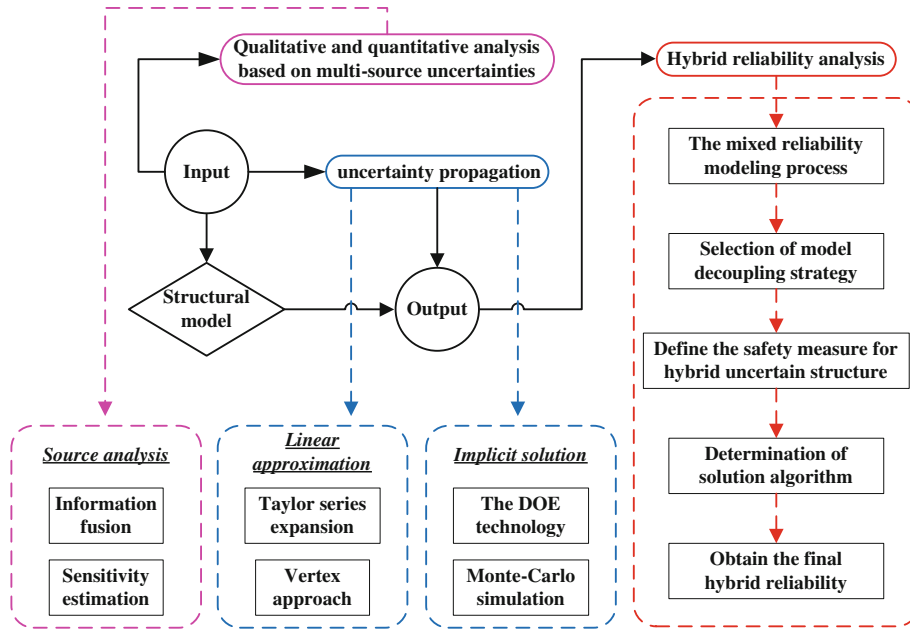 Qualitative and quantitative analysis
based on multi-source uncertainties
Hybrid reliability analysis
Input
uncertainty propagation
Structural
model
Output
The mixed reliability
modeling process
Selection of model
decoupling strategy
Define the safety measure for
hybrid uncertain structure
Determination of
solution algorithm
Obtain the final
hybrid reliability
Source analysis
Information
fusion
Sensitivity
estimation
Linear
approximation
Taylor series
expansion
Vertex
approach
Implicit solution
The DOE
technology
Monte-Carlo
simulation